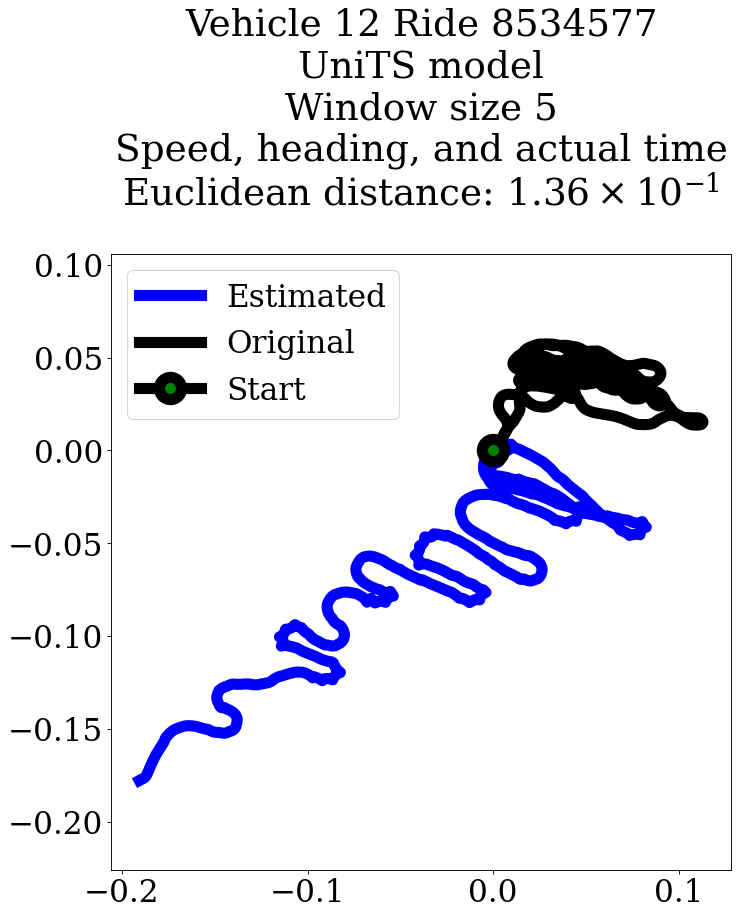 Vehicle 12 Ride 8534577
UniTS model
Window size 5
Speed, heading, and actual time
Euclidean distance: 1.36 × 10⁻¹
Estimated
Original
Start
0.10
0.05
0.00
−0.05
−0.10
−0.15
−0.20
−0.2 −0.1 0.0 0.1